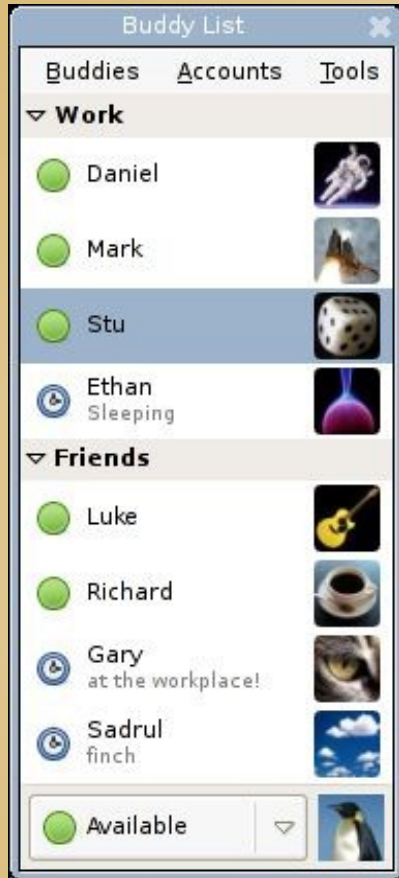 Buddy List
Buddies Accounts Tools
Work
Daniel
Mark
Stu
Ethan
Sleeping
Friends
Luke
Richard
Gary
at the workplace!
Sadrul
finch
Available